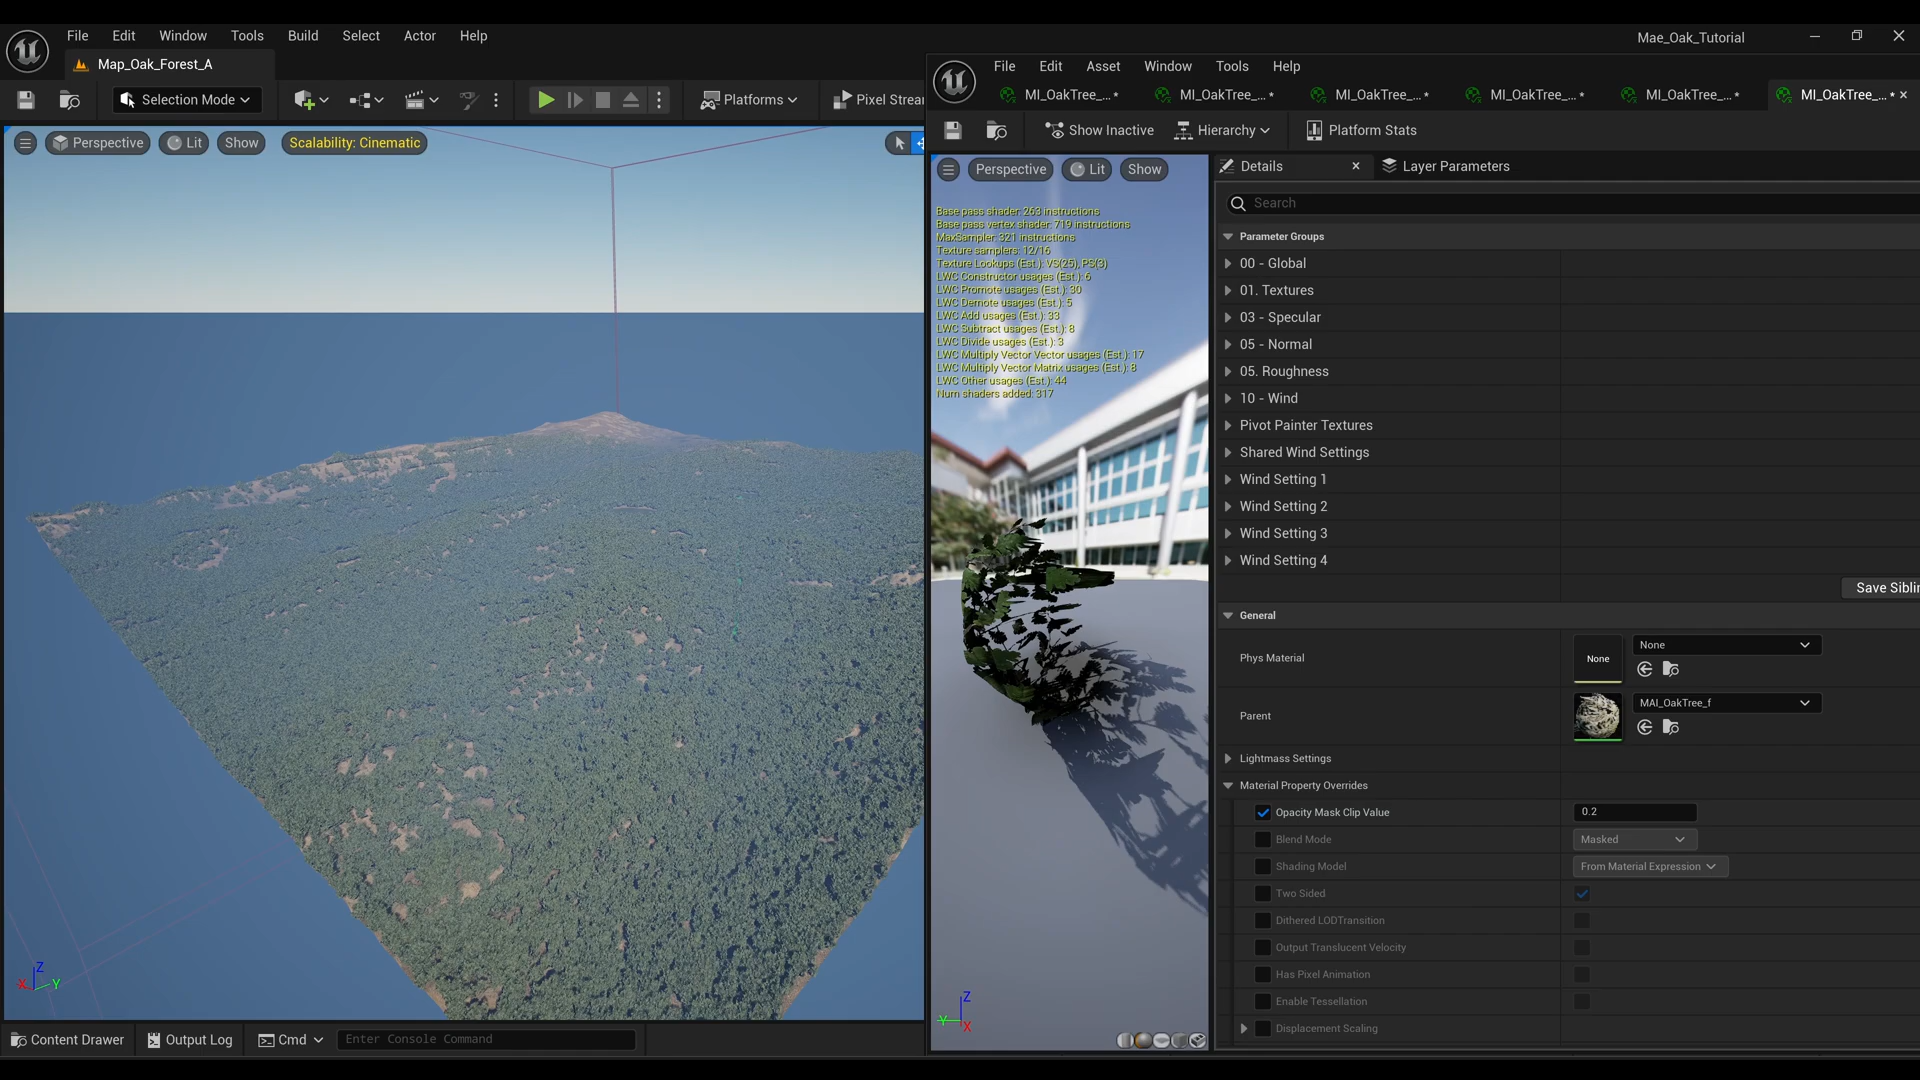 File Edit Window Tools Build Select Actor Help
Mae_Oak_Tutorial
Map_Oak_Forest_A
Selection Mode
Platforms
Pixel Strea
Perspective
Lit
Show
Scalability: Cinematic
Z
X
Y
Content Drawer
Output Log
Cmd
Enter Console Command
File Edit Asset Window Tools Help
MI_OakTree_...*
MI_OakTree_...*
MI_OakTree_...*
MI_OakTree_...*
MI_OakTree_...*
MI_OakTree_...*
Show Inactive
Hierarchy
Platform Stats
Perspective
Lit
Show
Base pass shader: 263 instructions
Base pass vertex shader: 719 instructions
MaxSampler: 321 instructions
Texture samplers: 12/16
Texture Lookups (Est.): VS(25), PS(3)
LWC Constructor usages (Est.): 6
LWC Promote usages (Est.): 30
LWC Demote usages (Est.): 5
LWC Add usages (Est.): 33
LWC Subtract usages (Est.): 8
LWC Divide usages (Est.): 3
LWC Multiply Vector Vector usages (Est.): 17
LWC Multiply Vector Matrix usages (Est.): 8
LWC Other usages (Est.): 44
Num shaders added: 317
Z
Y
X
Details
Layer Parameters
Search
Parameter Groups
00 - Global
01. Textures
03 - Specular
05 - Normal
05. Roughness
10 - Wind
Pivot Painter Textures
Shared Wind Settings
Wind Setting 1
Wind Setting 2
Wind Setting 3
Wind Setting 4
Save Siblin
General
Phys Material
None
None
Parent
MAI_OakTree_f
Lightmass Settings
Material Property Overrides
Opacity Mask Clip Value
0.2
Blend Mode
Masked
Shading Model
From Material Expression
Two Sided
Dithered LODTransition
Output Translucent Velocity
Has Pixel Animation
Enable Tessellation
Displacement Scaling